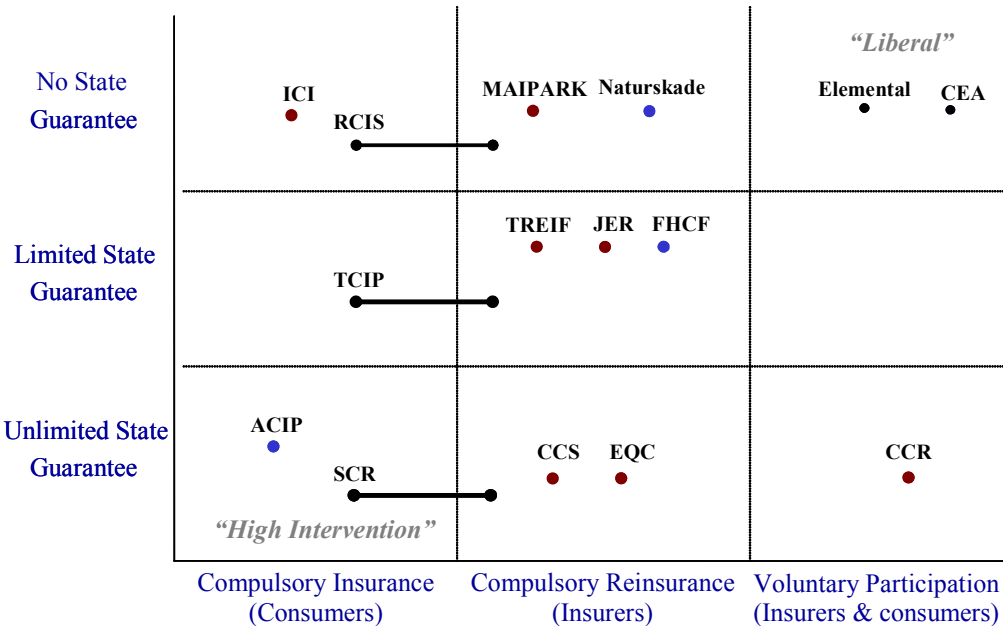 “Liberal”
No State
Guarantee
ICI
RCIS
MAIPARK
Naturskade
Elemental
CEA
Limited State
Guarantee
TCIP
TREIF
JER
FHCF
Unlimited State
Guarantee
ACIP
SCR
CCS
EQC
CCR
“High Intervention”
Compulsory Insurance
(Consumers)
Compulsory Reinsurance
(Insurers)
Voluntary Participation
(Insurers & consumers)